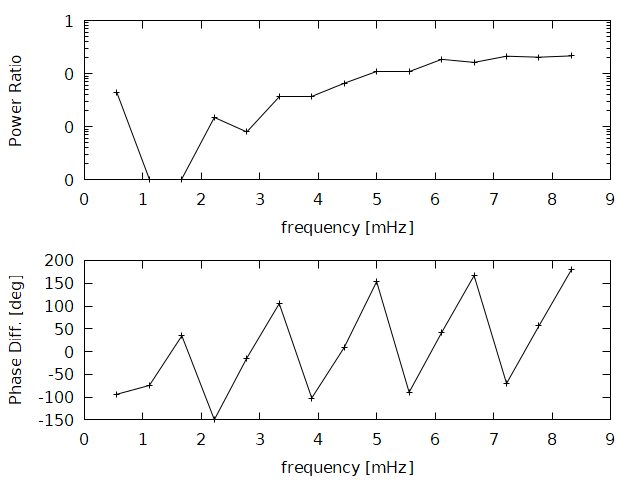 1
0
0
0
Power Ratio
0 1 2 3 4 5 6 7 8 9
frequency [mHz]
200
150
100
50
0
-50
-100
-150
Phase Diff. [deg]
0 1 2 3 4 5 6 7 8 9
frequency [mHz]